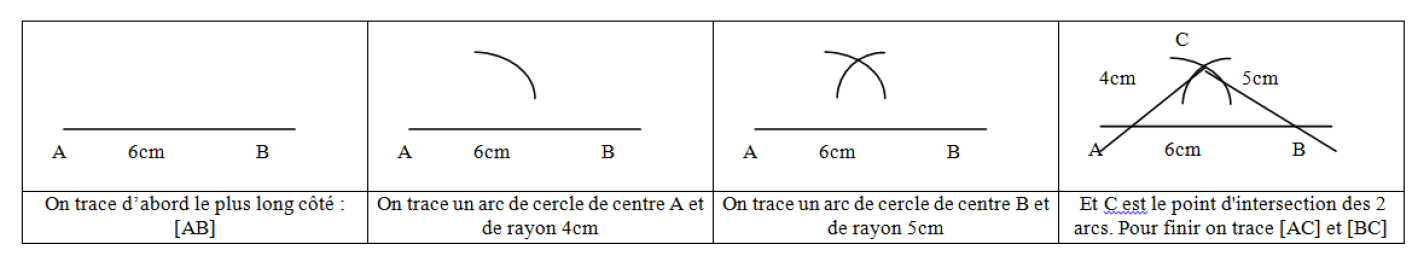 A 6cm B
On trace d’abord le plus long côté :
[AB]
A 6cm B
On trace un arc de cercle de centre A et
de rayon 4cm
A 6cm B
On trace un arc de cercle de centre B et
de rayon 5cm
C
4cm 5cm
A 6cm B
Et C est le point d'intersection des 2
arcs. Pour finir on trace [AC] et [BC]